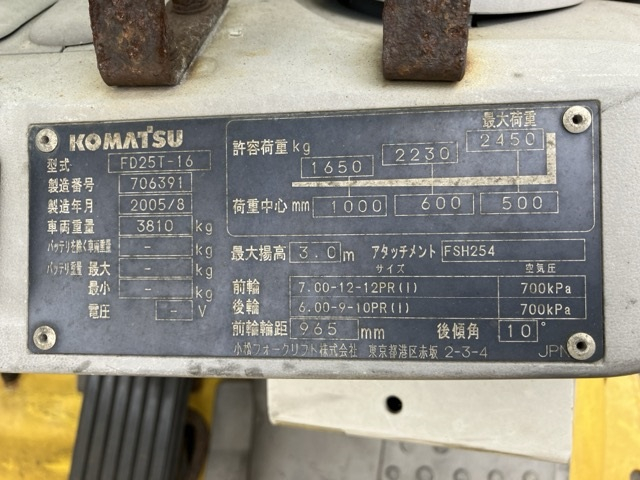 KOMATSU
型式 FD25T-16
製造番号 706391
製造年月 2005/8
車両重量 3810 kg
バッテリを除く車両重量 - kg
バッテリ重量 最大 - kg
最小 - kg
電圧 - V
最大荷重
許容荷重 kg 1650 2230 2450
荷重中心 mm 1000 600 500
最大揚高 3.0 m アタッチメント FSH254
サイズ 空気圧
前輪 7.00-12-12PR(I) 700kPa
後輪 6.00-9-10PR(I) 700kPa
前輪輪距 965 mm 後傾角 10°
小松フォークリフト株式会社 東京都港区赤坂 2-3-4 JPN